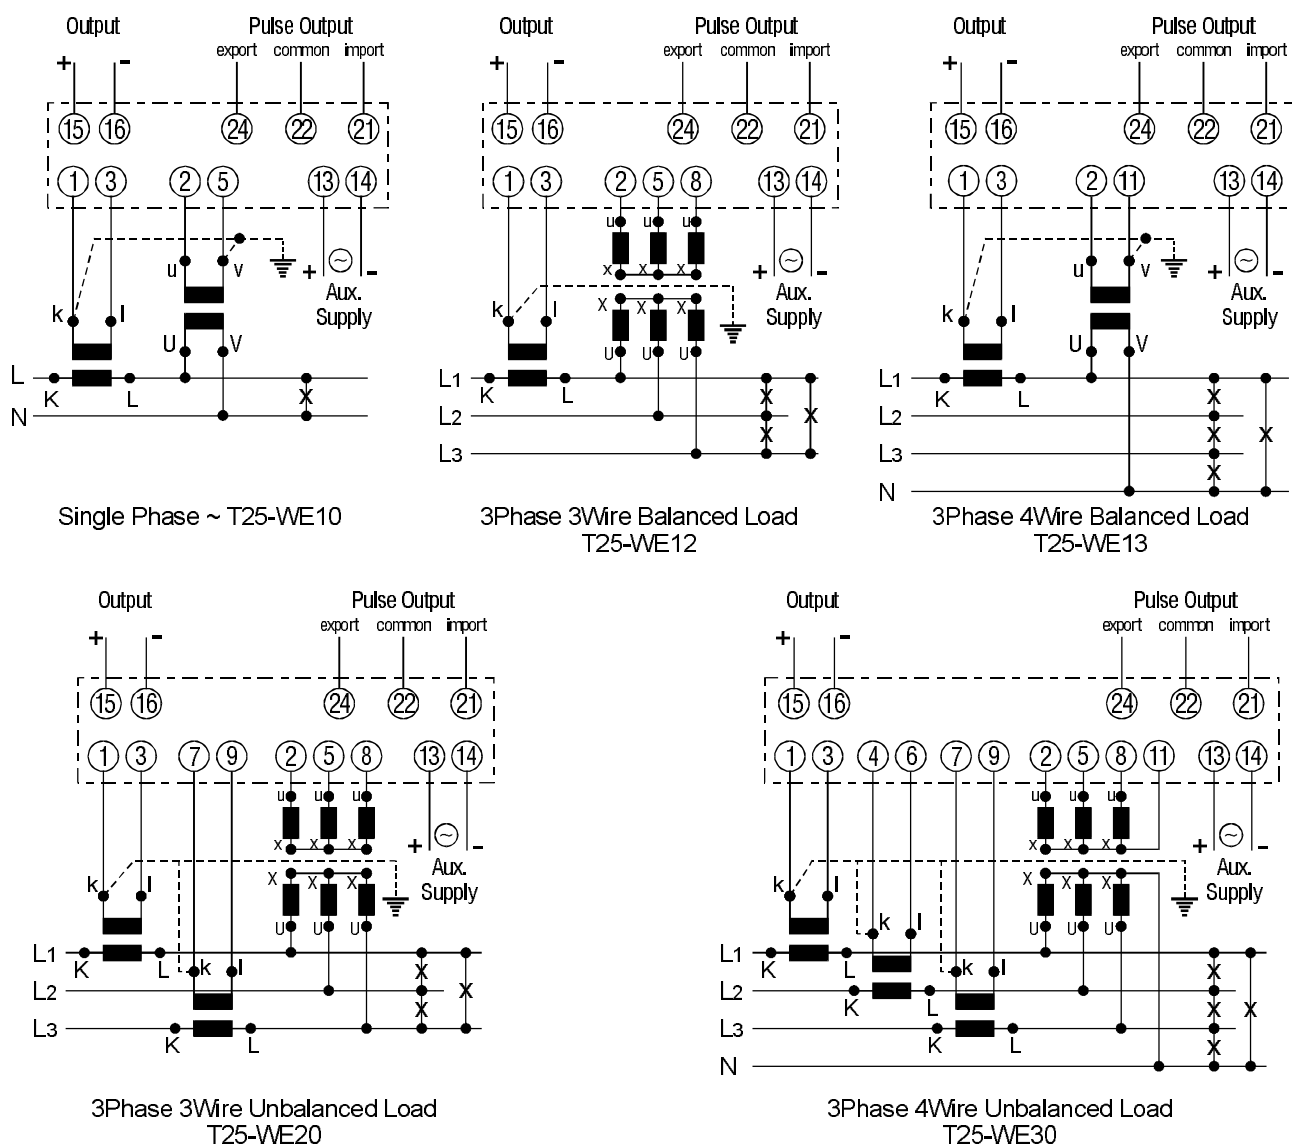 Output Pulse Output
export common import
+ -
15 16 24 22 21
1 3 2 5 13 14
u v
+ ~ -
Aux.
Supply
k l
U V
L K L X
N
Single Phase ~ T25-WE10
Output Pulse Output
export common import
+ -
15 16 24 22 21
1 3 2 5 8 13 14
u u u
x x x
+ ~ -
Aux.
Supply
X X X
k l
U U U
L1 K L X
L2 X X
L3
3Phase 3Wire Balanced Load
T25-WE12
Output Pulse Output
export common import
+ -
15 16 24 22 21
1 3 2 11 13 14
u v
+ ~ -
Aux.
Supply
k l
U V
L1 K L X
L2 X X
L3 X
N
3Phase 4Wire Balanced Load
T25-WE13
Output Pulse Output
export common import
+ -
15 16 24 22 21
1 3 7 9 2 5 8 13 14
u u u
x x x
+ ~ -
Aux.
Supply
X X X
k l
U U U
L1 K L k l X
L2 X X
L3 K L
3Phase 3Wire Unbalanced Load
T25-WE20
Output Pulse Output
export common import
+ -
15 16 24 22 21
1 3 4 6 7 9 2 5 8 11 13 14
u u u
x x x
+ ~ -
Aux.
Supply
X X X
k l
k l
U U U
L1 K L k l X
L2 K L X X
L3 K L X
N
3Phase 4Wire Unbalanced Load
T25-WE30